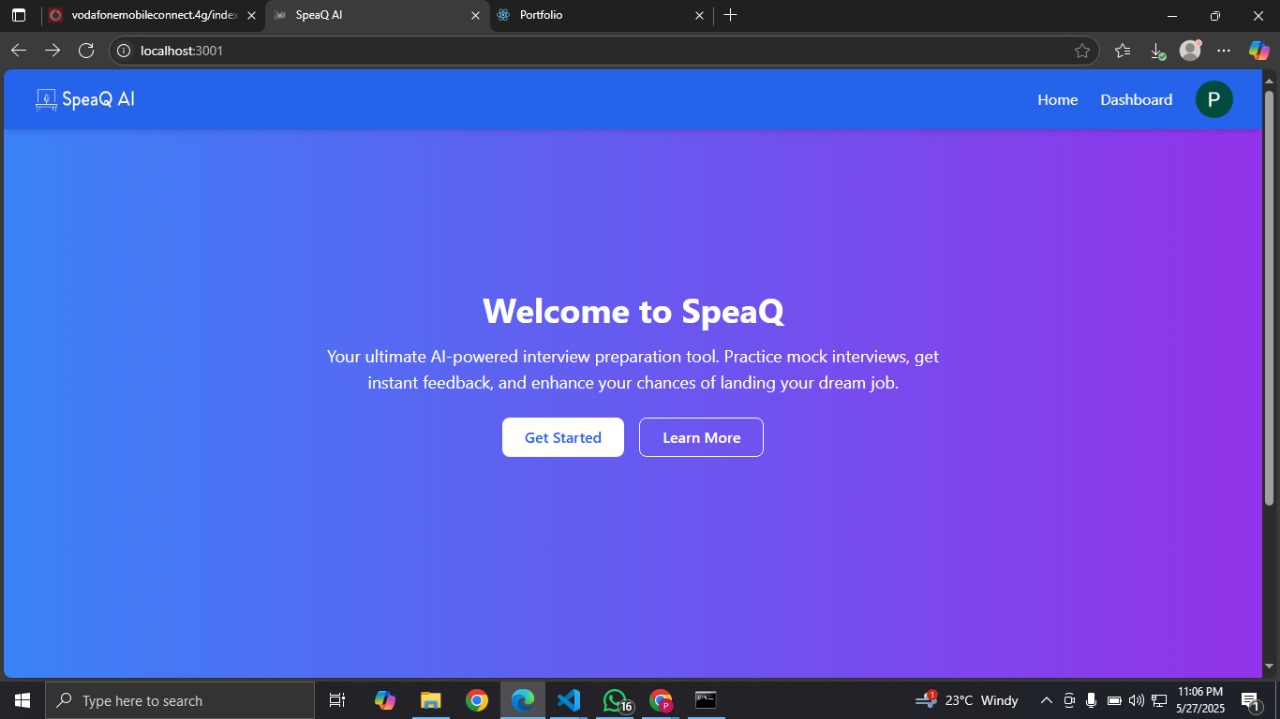 vodafonemobileconnect.4g/index
SpeaQ AI
Portfolio
localhost:3001
SpeaQ AI
Home
Dashboard
P
Welcome to SpeaQ
Your ultimate AI-powered interview preparation tool. Practice mock interviews, get
instant feedback, and enhance your chances of landing your dream job.
Get Started
Learn More
Type here to search
16
P
1
23°C Windy
11:06 PM
5/27/2025
1